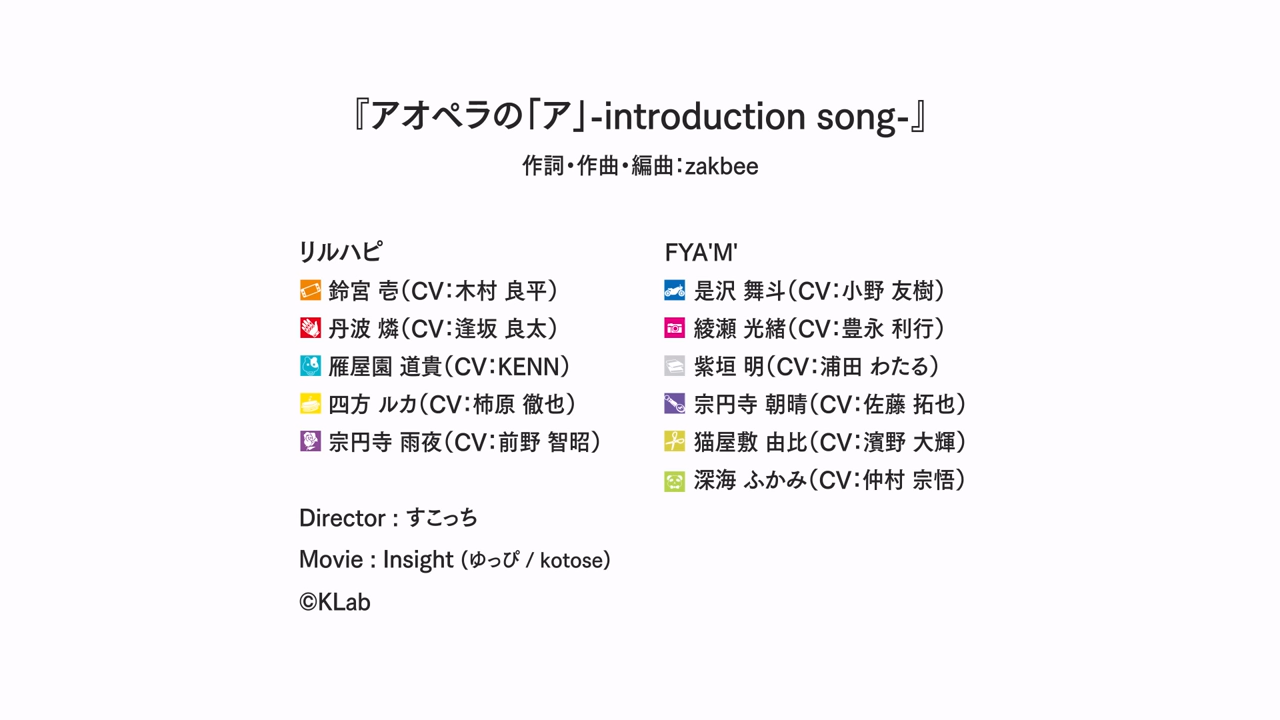 『アオペラの「ア」-introduction song-』
作詞・作曲・編曲：zakbee
リルハピ
鈴宮 壱（CV：木村 良平）
丹波 燐（CV：逢坂 良太）
雁屋園 道貴（CV：KENN）
四方 ルカ（CV：柿原 徹也）
宗円寺 雨夜（CV：前野 智昭）
FYA'M'
是沢 舞斗（CV：小野 友樹）
綾瀬 光緒（CV：豊永 利行）
紫垣 明（CV：浦田 わたる）
宗円寺 朝晴（CV：佐藤 拓也）
猫屋敷 由比（CV：濱野 大輝）
深海 ふかみ（CV：仲村 宗悟）
Director : すこっち
Movie : Insight (ゆっぴ / kotose)
©KLab